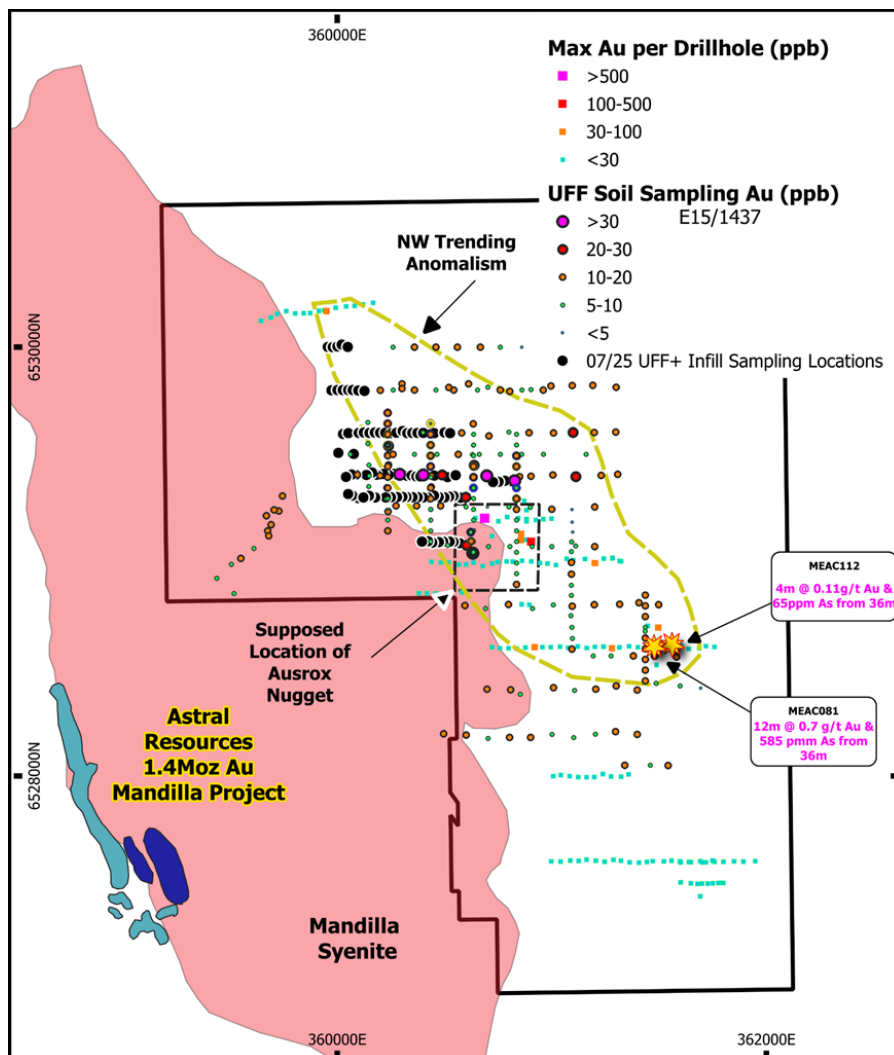 360000E
Max Au per Drillhole (ppb)
>500
100-500
30-100
<30
UFF Soil Sampling Au (ppb)
E15/1437
>30
20-30
10-20
5-10
<5
07/25 UFF+ Infill Sampling Locations
NW Trending
Anomalism
6530000N
MEAC112
4m @ 0.11g/t Au &
65ppm As from 36m
Supposed
Location of
Ausrox
Nugget
MEAC081
12m @ 0.7 g/t Au &
585 pmm As from
36m
Astral
Resources
1.4Moz Au
Mandilla Project
6528000N
Mandilla
Syenite
360000E
362000E